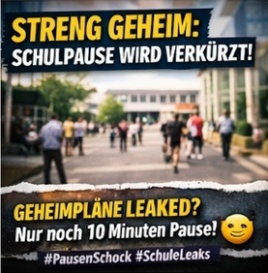 STRENG GEHEIM:
SCHULPAUSE WIRD VERKÜRZT!
GEHEIMPLÄNE LEAKED?
Nur noch 10 Minuten Pause!
#PausenSchock #SchuleLeaks